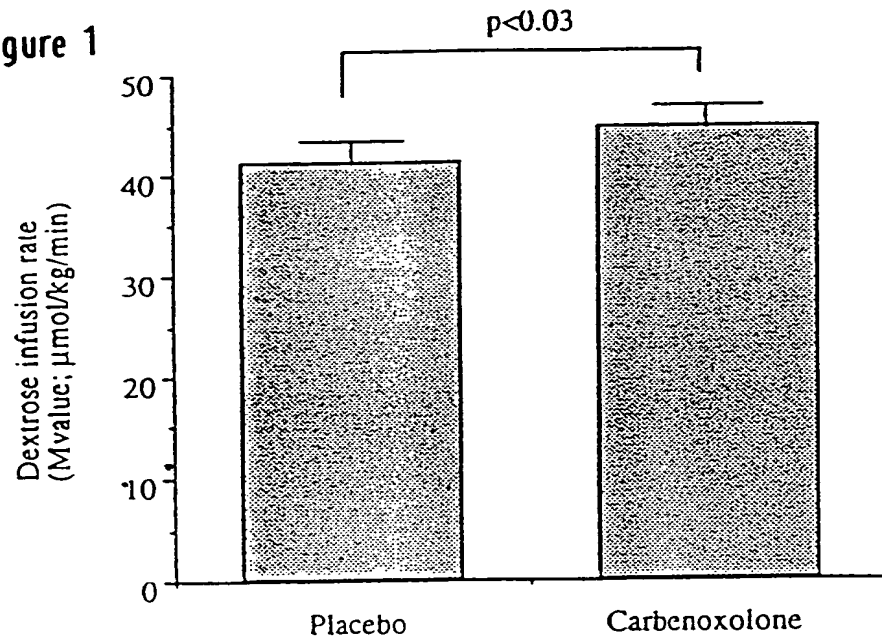 gure 1
p<0.03
50
40
30
20
10
0
Dextrose infusion rate
(Mvalue; μmol/kg/min)
Placebo
Carbenoxolone